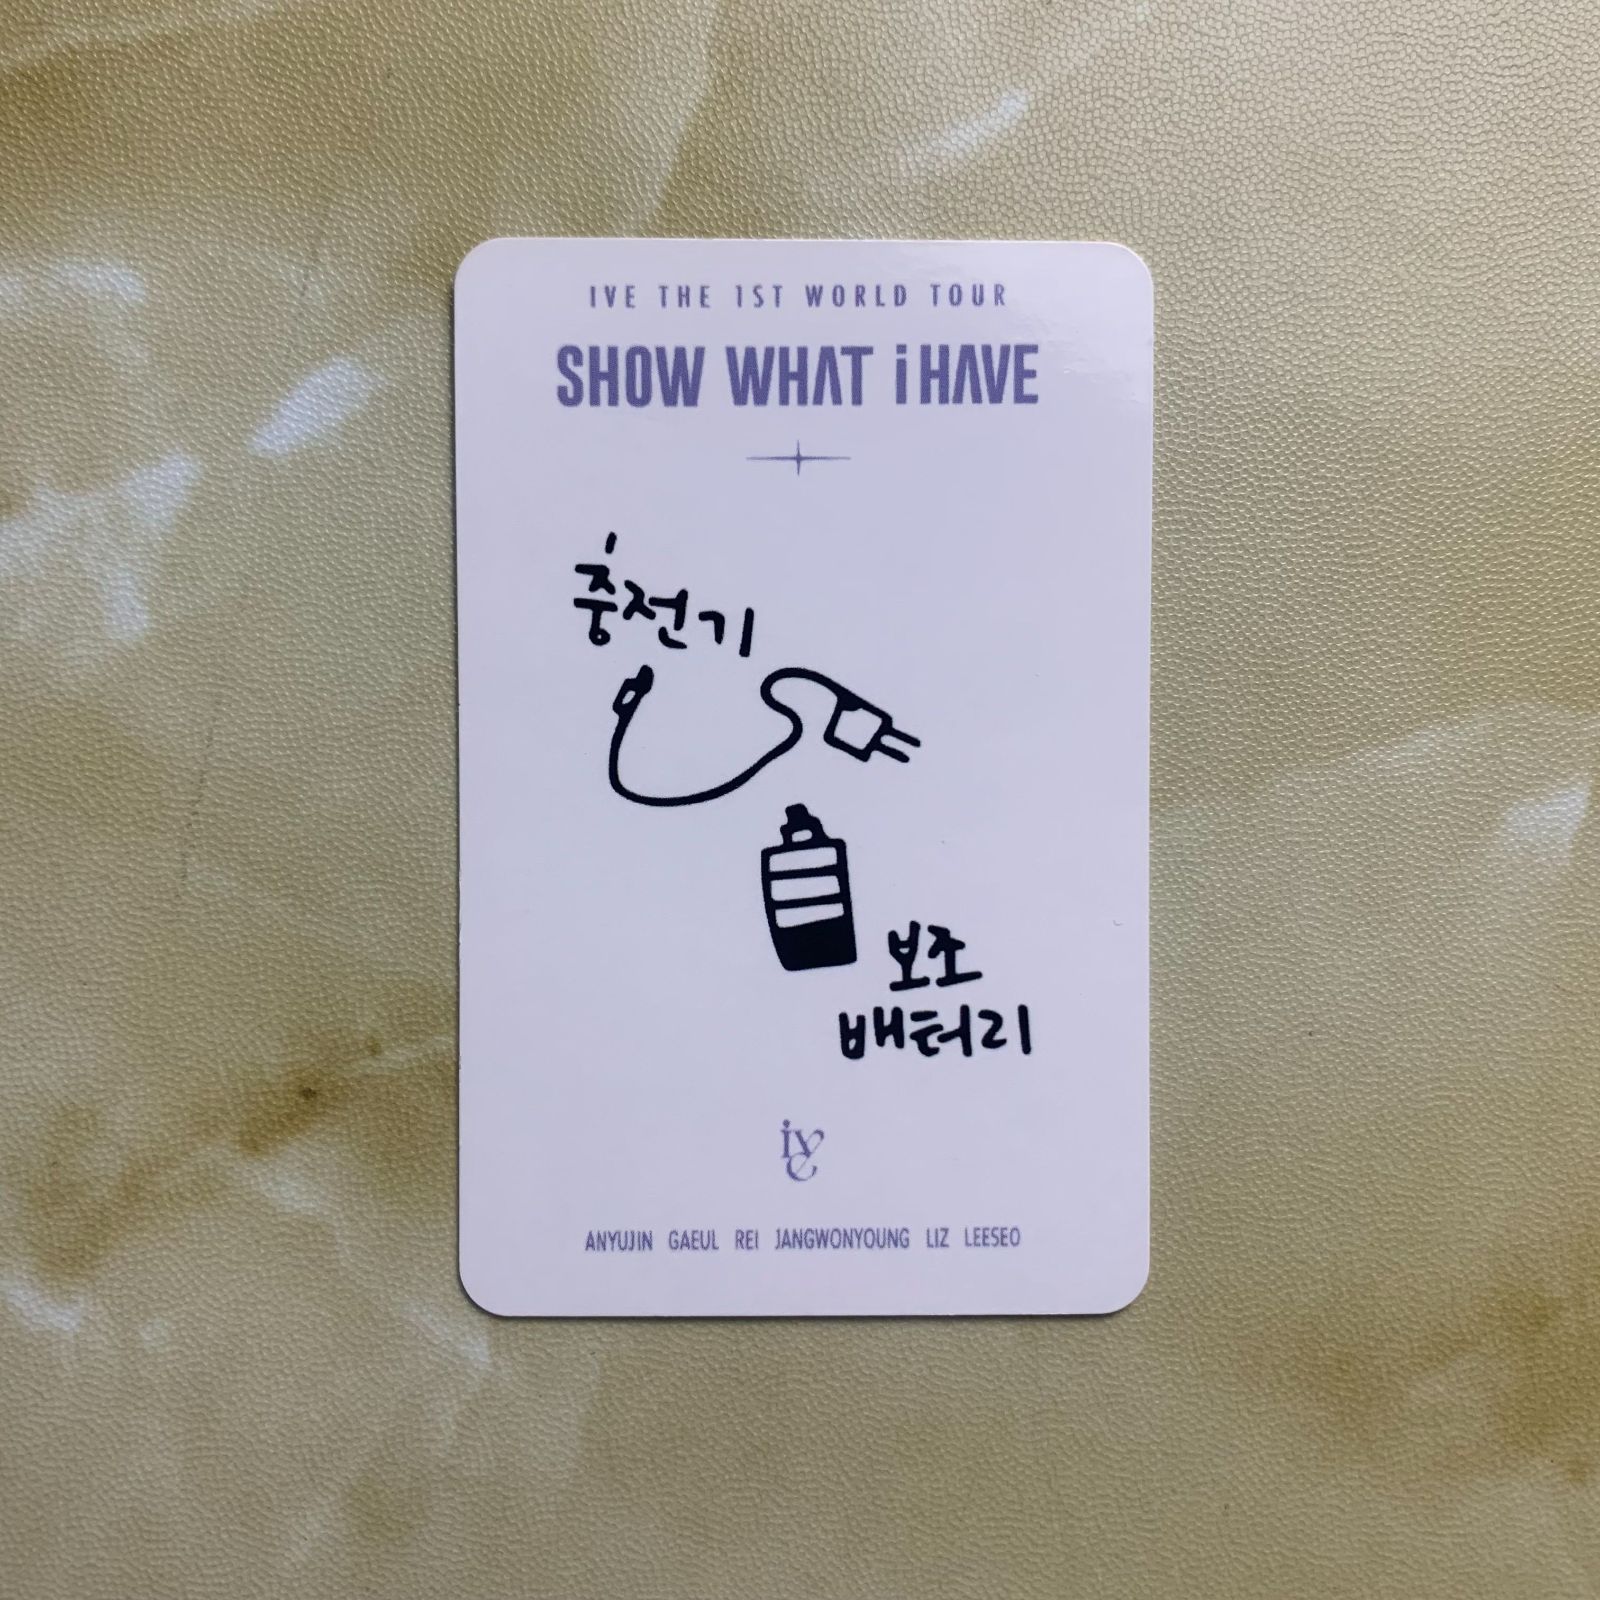 IVE THE 1ST WORLD TOUR
SHOW WHAT i HAVE
충전기
보조
배터리
ive
ANYUJIN GAEUL REI JANGWONYOUNG LIZ LEESEO